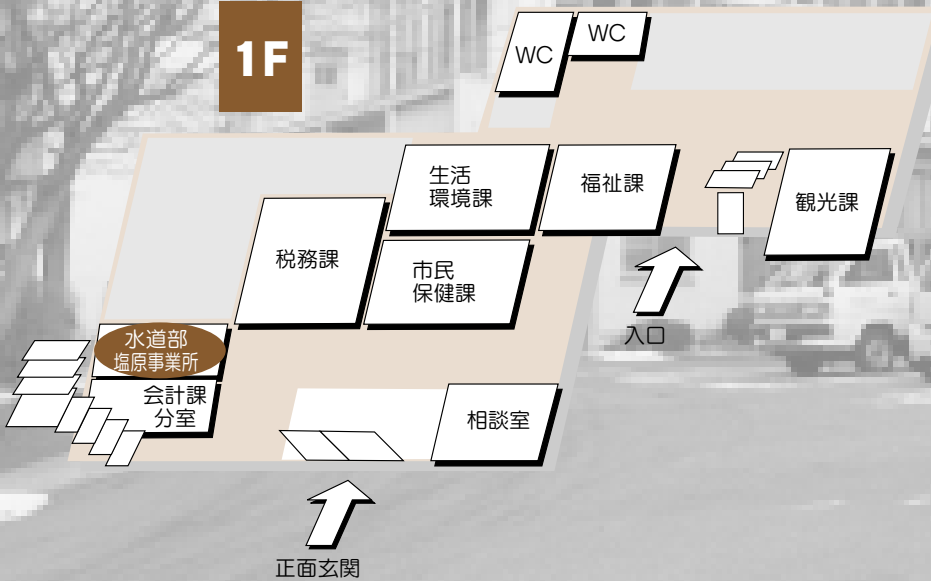 1F
WC
WC
生活
環境課
福祉課
観光課
税務課
市民
保健課
入口
水道部
塩原事業所
会計課
分室
相談室
正面玄関